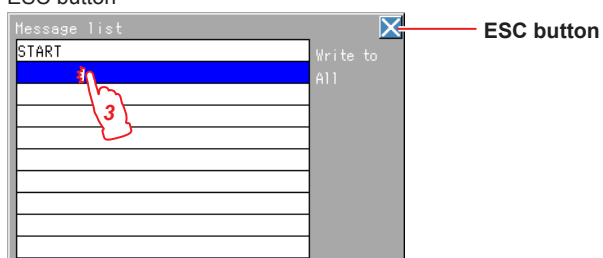 ESC button
Message list
ESC button
START
Write to
All
3